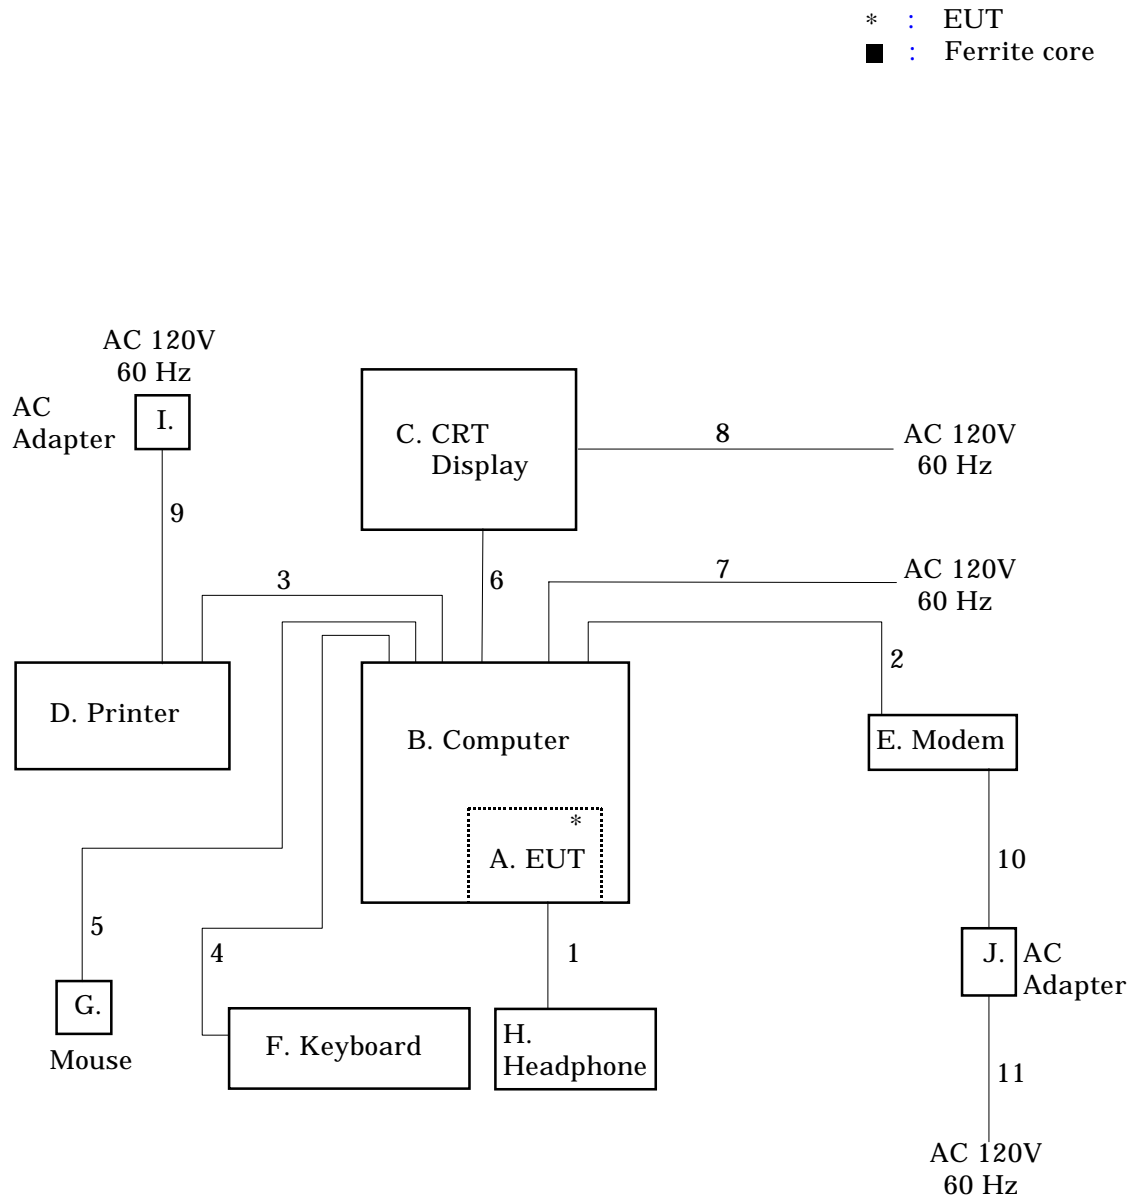 * : EUT
■ : Ferrite core
AC 120V
60 Hz
AC
Adapter
I.
C. CRT
Display
8
AC 120V
60 Hz
9
3
6
7
AC 120V
60 Hz
2
D. Printer
B. Computer
E. Modem
*
A. EUT
10
5
4
1
J.
AC
Adapter
G.
Mouse
F. Keyboard
H.
Headphone
11
AC 120V
60 Hz